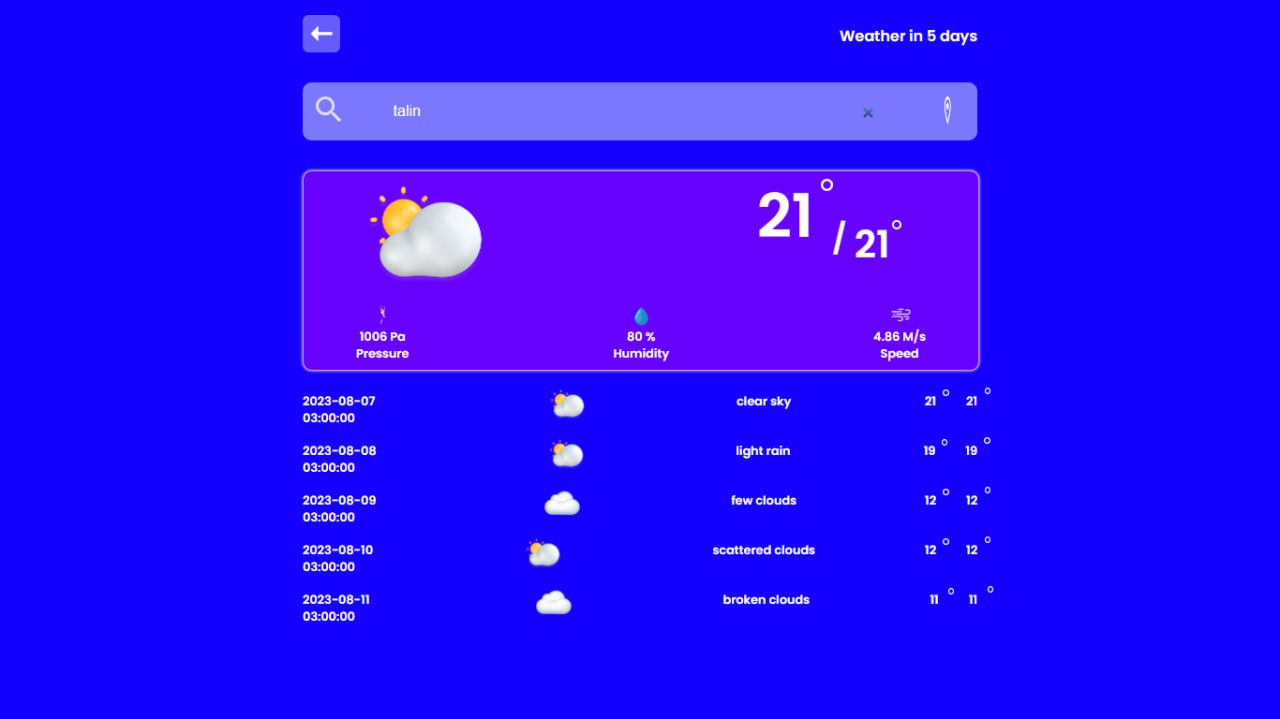 Weather in 5 days
talin
21° / 21°
1006 Pa
Pressure
80 %
Humidity
4.86 M/s
Speed
2023-08-07
03:00:00
clear sky
21° 21°
2023-08-08
03:00:00
light rain
19° 19°
2023-08-09
03:00:00
few clouds
12° 12°
2023-08-10
03:00:00
scattered clouds
12° 12°
2023-08-11
03:00:00
broken clouds
11° 11°